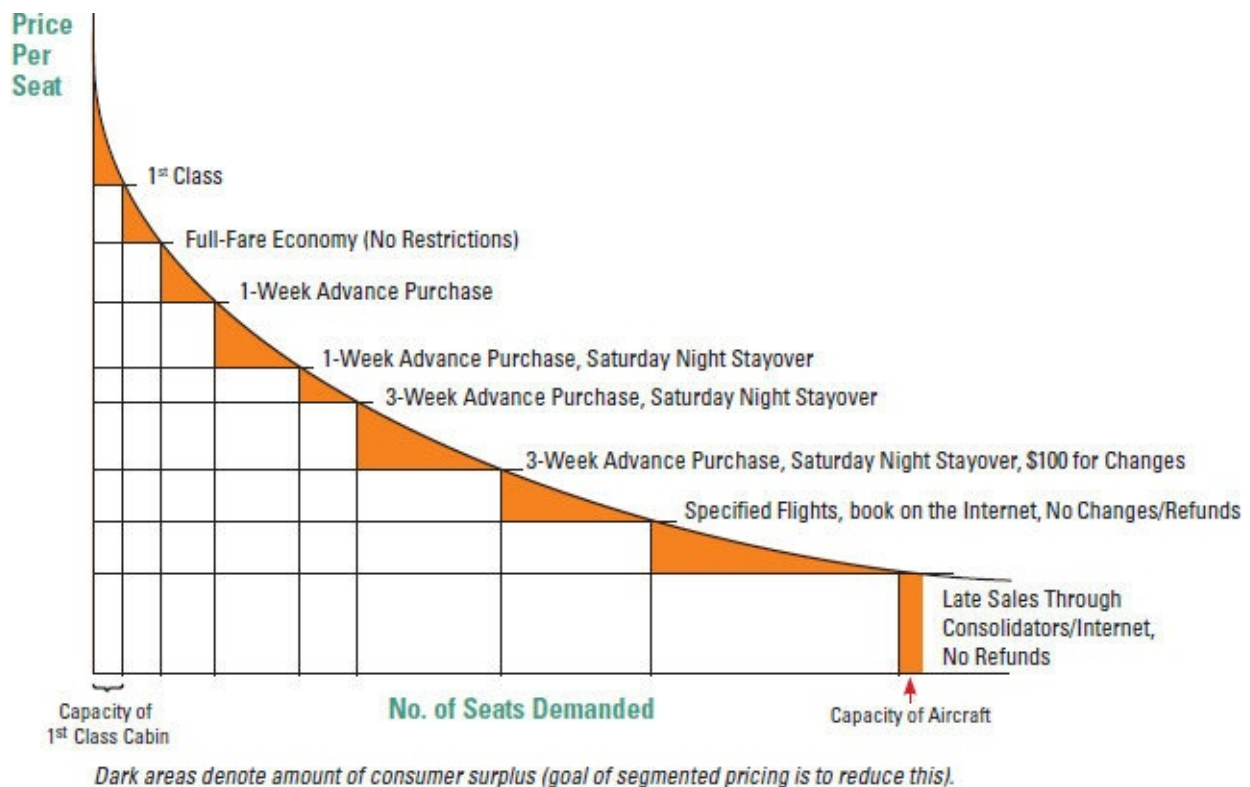 Price
Per
Seat
1st Class
Full-Fare Economy (No Restrictions)
1-Week Advance Purchase
1-Week Advance Purchase, Saturday Night Stayover
3-Week Advance Purchase, Saturday Night Stayover
3-Week Advance Purchase, Saturday Night Stayover, $100 for Changes
Specified Flights, book on the Internet, No Changes/Refunds
Late Sales Through
Consolidators/Internet,
No Refunds
Capacity of
1st Class Cabin
No. of Seats Demanded
Capacity of Aircraft
Dark areas denote amount of consumer surplus (goal of segmented pricing is to reduce this).